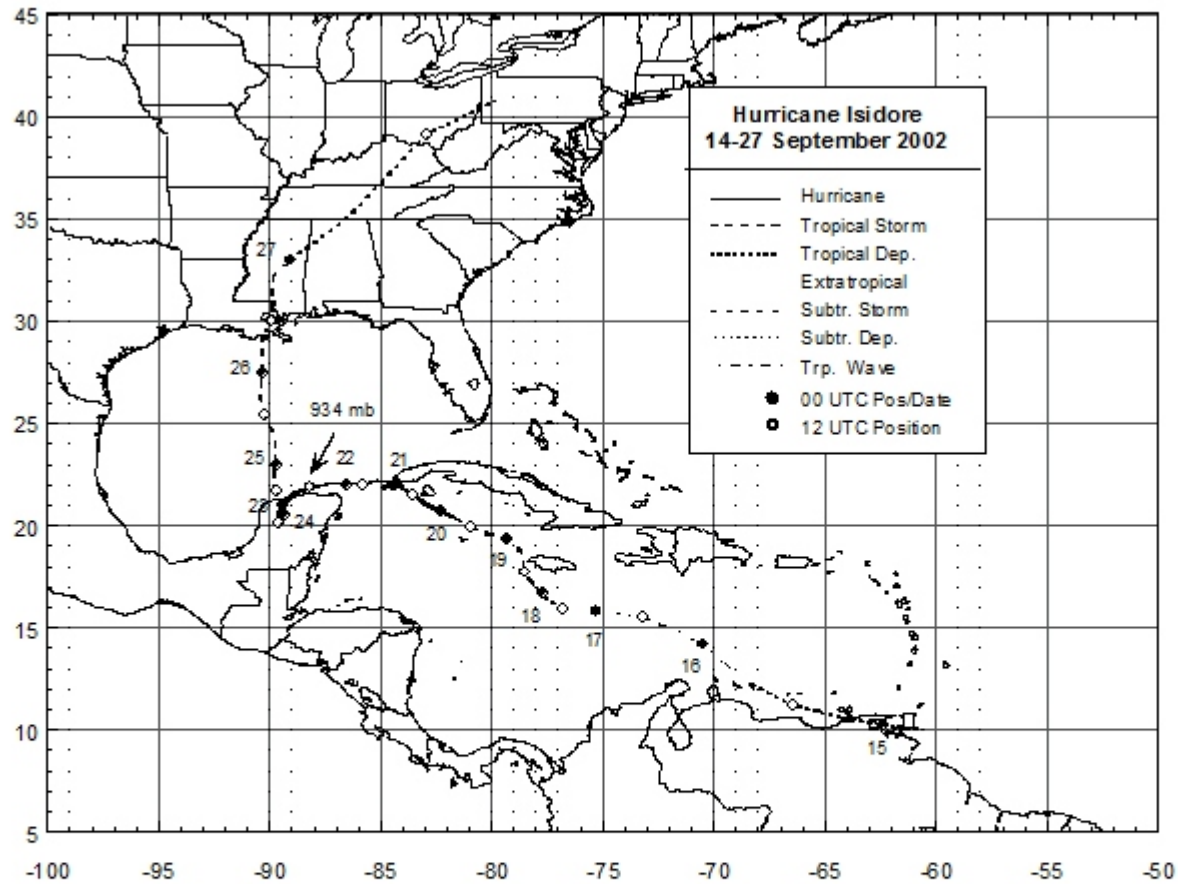 45
40
35
30
25
20
15
10
5
-100
-95
-90
-85
-80
-75
-70
-65
-60
-55
-50
Hurricane Isidore
14-27 September 2002
Hurricane
Tropical Storm
Tropical Dep.
Extratropical
Subtr. Storm
Subtr. Dep.
Trp. Wave
00 UTC Pos/Date
12 UTC Position
27
26
934 mb
25
22
21
23
24
20
19
18
17
16
15